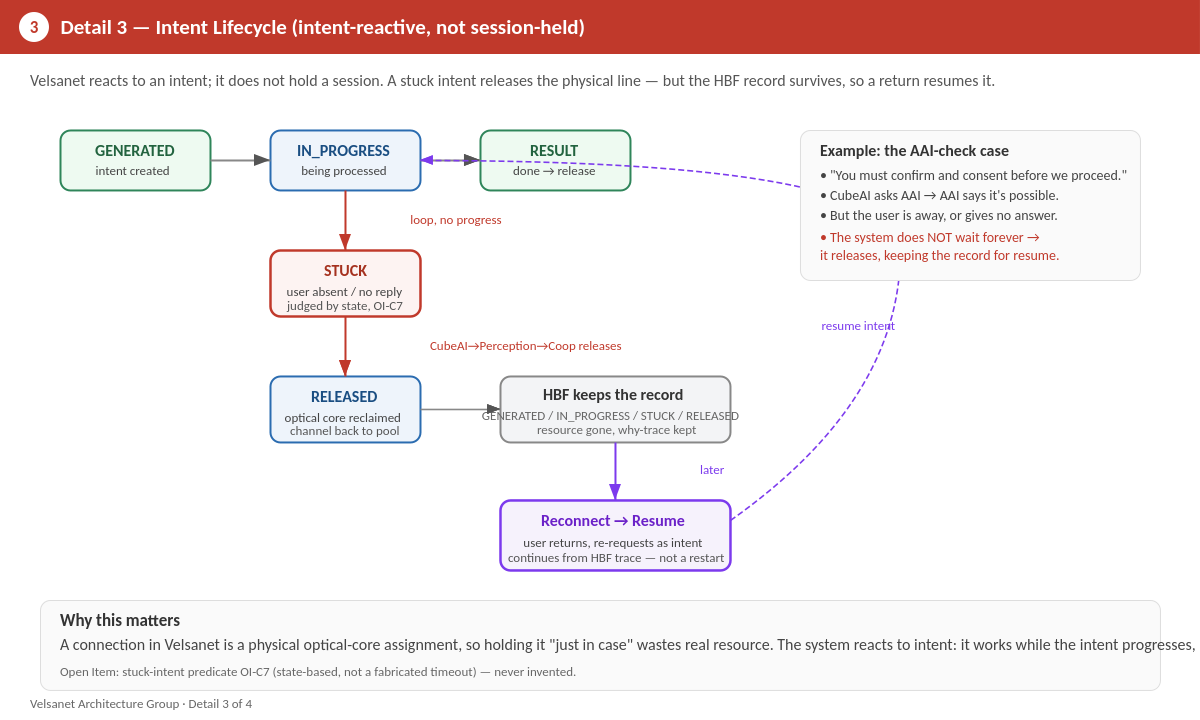 3
Detail 3 — Intent Lifecycle (intent-reactive, not session-held)
Velsanet reacts to an intent; it does not hold a session. A stuck intent releases the physical line — but the HBF record survives, so a return resumes it.
GENERATED
intent created
IN_PROGRESS
being processed
RESULT
done → release
Example: the AAI-check case
• "You must confirm and consent before we proceed."
• CubeAI asks AAI → AAI says it's possible.
• But the user is away, or gives no answer.
• The system does NOT wait forever →
it releases, keeping the record for resume.
loop, no progress
STUCK
user absent / no reply
judged by state, OI-C7
resume intent
CubeAI→Perception→Coop releases
RELEASED
optical core reclaimed
channel back to pool
HBF keeps the record
GENERATED / IN_PROGRESS / STUCK / RELEASED
resource gone, why-trace kept
later
Reconnect → Resume
user returns, re-requests as intent
continues from HBF trace — not a restart
Why this matters
A connection in Velsanet is a physical optical-core assignment, so holding it "just in case" wastes real resource. The system reacts to intent: it works while the intent progresses,
Open Item: stuck-intent predicate OI-C7 (state-based, not a fabricated timeout) — never invented.
Velsanet Architecture Group · Detail 3 of 4